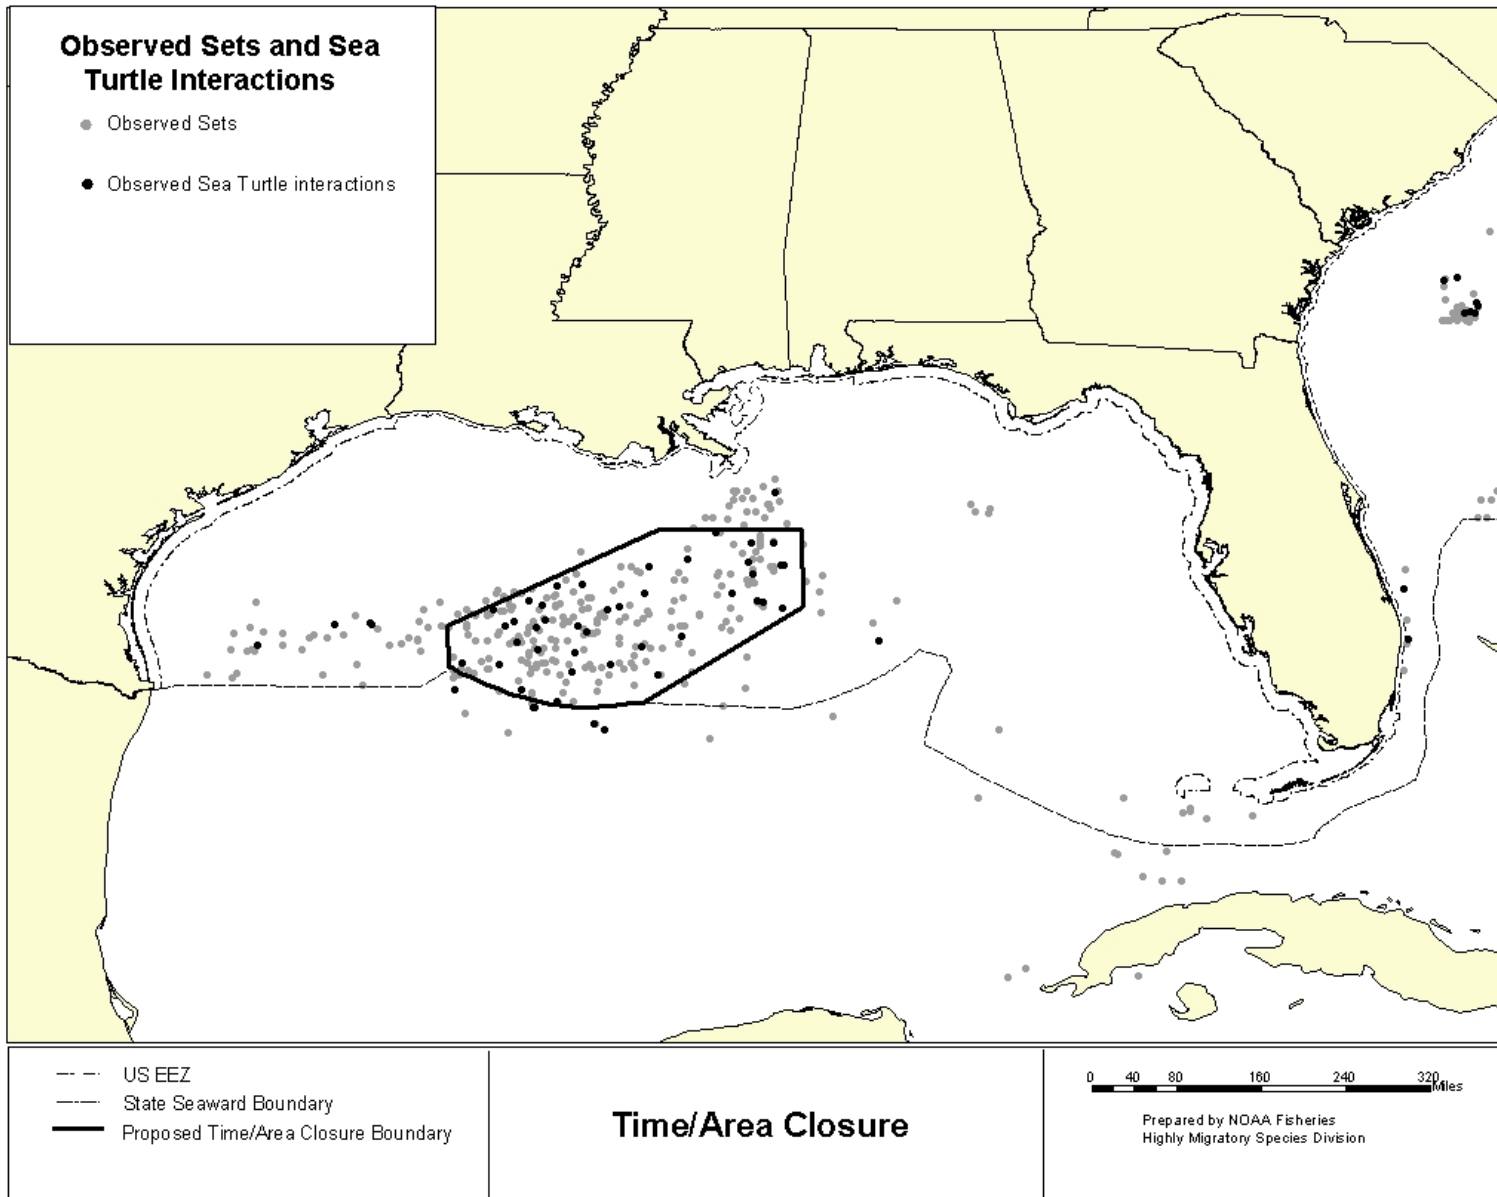 Observed Sets and Sea
Turtle Interactions
Observed Sets
Observed Sea Turtle interactions
US EEZ
State Seaward Boundary
Proposed Time/Area Closure Boundary
Time/Area Closure
0 40 80 160 240 320 Miles
Prepared by NOAA Fisheries
Highly Migratory Species Division